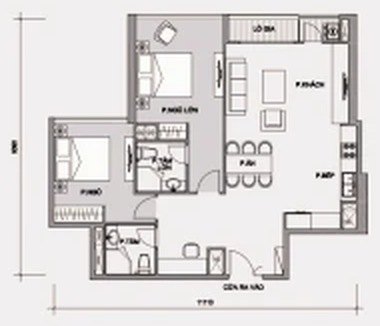 LÔ GIA
P.KHÁCH
P.NGỦ LỚN
P.TẮM
P.ĂN
P.BẾP
P.NGỦ
P.TẮM
CỬA RA VÀO